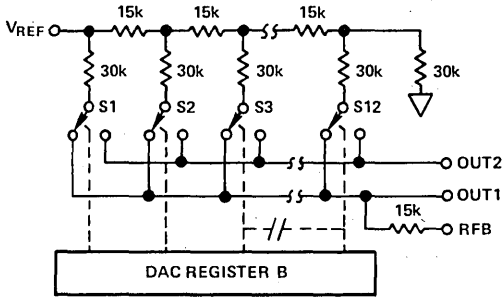 15k 15k 15k
VREF
30k 30k 30k 30k 30k
S1 S2 S3 S12
OUT2
OUT1
15k
RFB
DAC REGISTER B